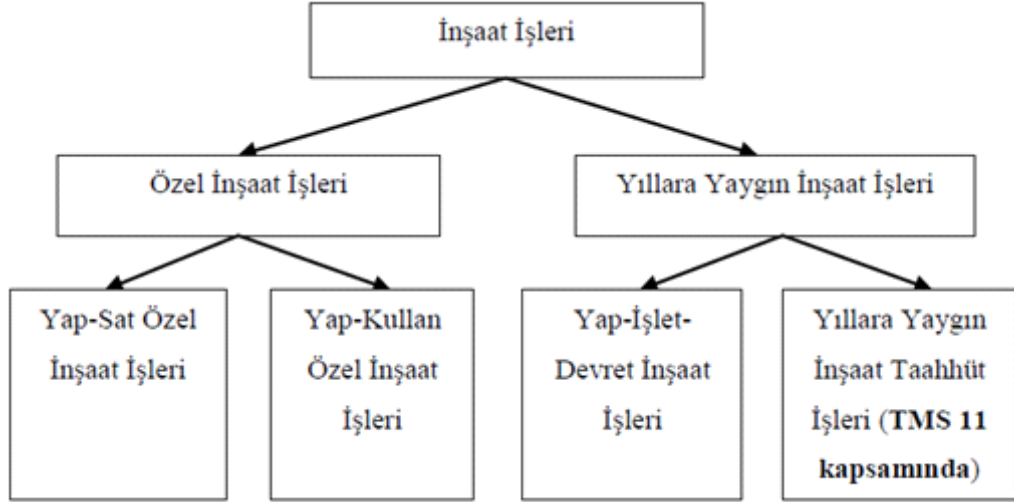 İnşaat İşleri
Özel İnşaat İşleri
Yıllara Yaygın İnşaat İşleri
Yap-Sat Özel
İnşaat İşleri
Yap-Kullan
Özel İnşaat
İşleri
Yap-İşlet-
Devret İnşaat
İşleri
Yıllara Yaygın
İnşaat Taahhüt
İşleri (TMS 11
kapsamında)